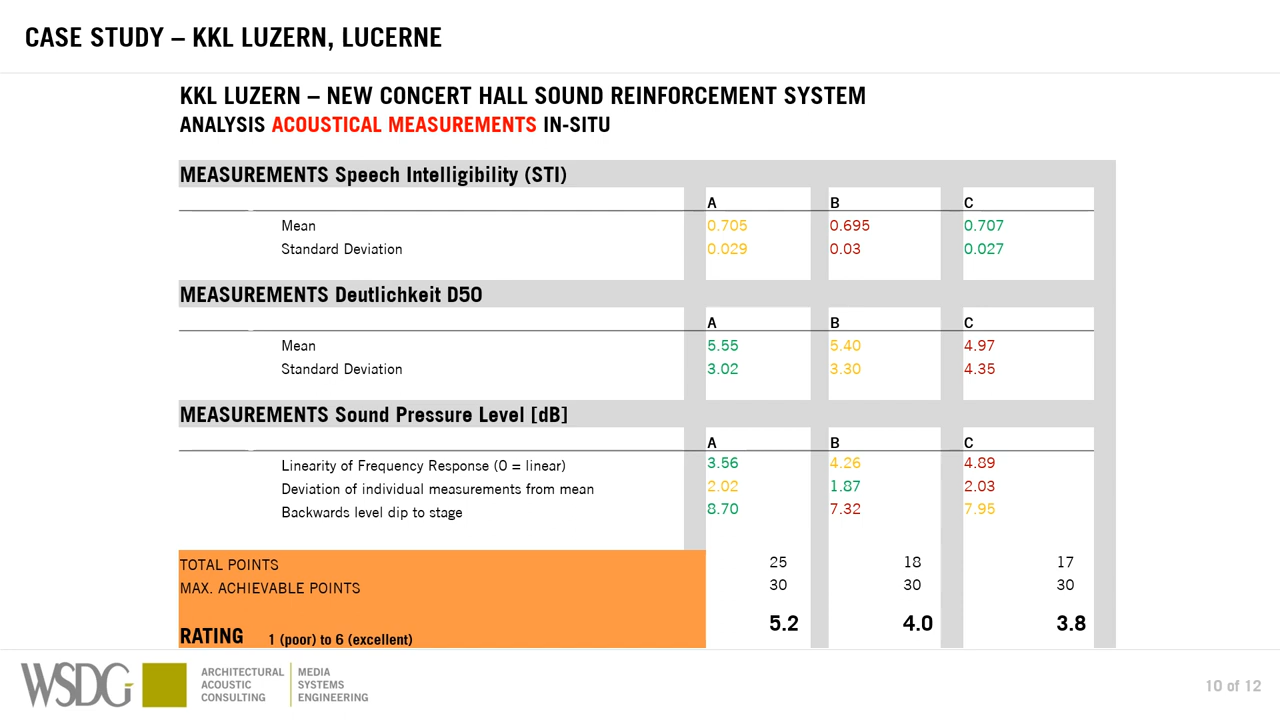 CASE STUDY – KKL LUZERN, LUCERNE
KKL LUZERN – NEW CONCERT HALL SOUND REINFORCEMENT SYSTEM
ANALYSIS ACOUSTICAL MEASUREMENTS IN-SITU
MEASUREMENTS Speech Intelligibility (STI)
A B C
Mean 0.705 0.695 0.707
Standard Deviation 0.029 0.03 0.027
MEASUREMENTS Deutlichkeit D50
A B C
Mean 5.55 5.40 4.97
Standard Deviation 3.02 3.30 4.35
MEASUREMENTS Sound Pressure Level [dB]
A B C
Linearity of Frequency Response (0 = linear) 3.56 4.26 4.89
Deviation of individual measurements from mean 2.02 1.87 2.03
Backwards level dip to stage 8.70 7.32 7.95
TOTAL POINTS 25 18 17
MAX. ACHIEVABLE POINTS 30 30 30
RATING 1 (poor) to 6 (excellent) 5.2 4.0 3.8
WSDG
ARCHITECTURAL
ACOUSTIC
CONSULTING
MEDIA
SYSTEMS
ENGINEERING
10 of 12